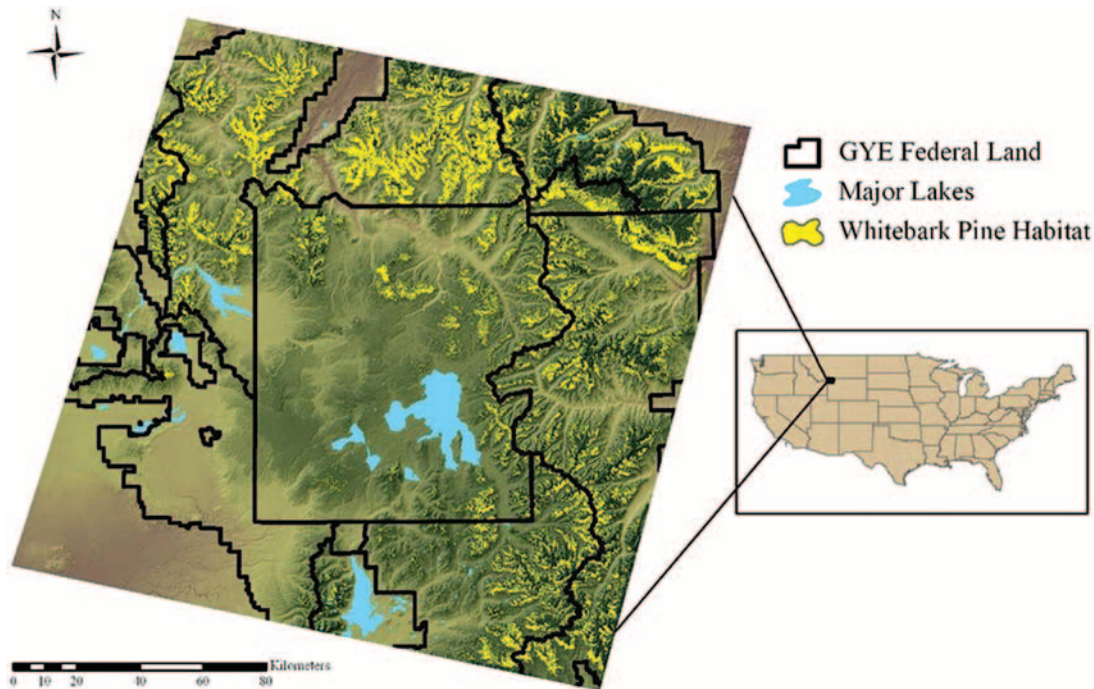 N
GYE Federal Land
Major Lakes
Whitebark Pine Habitat
Kilometers
0 10 20 40 60 80